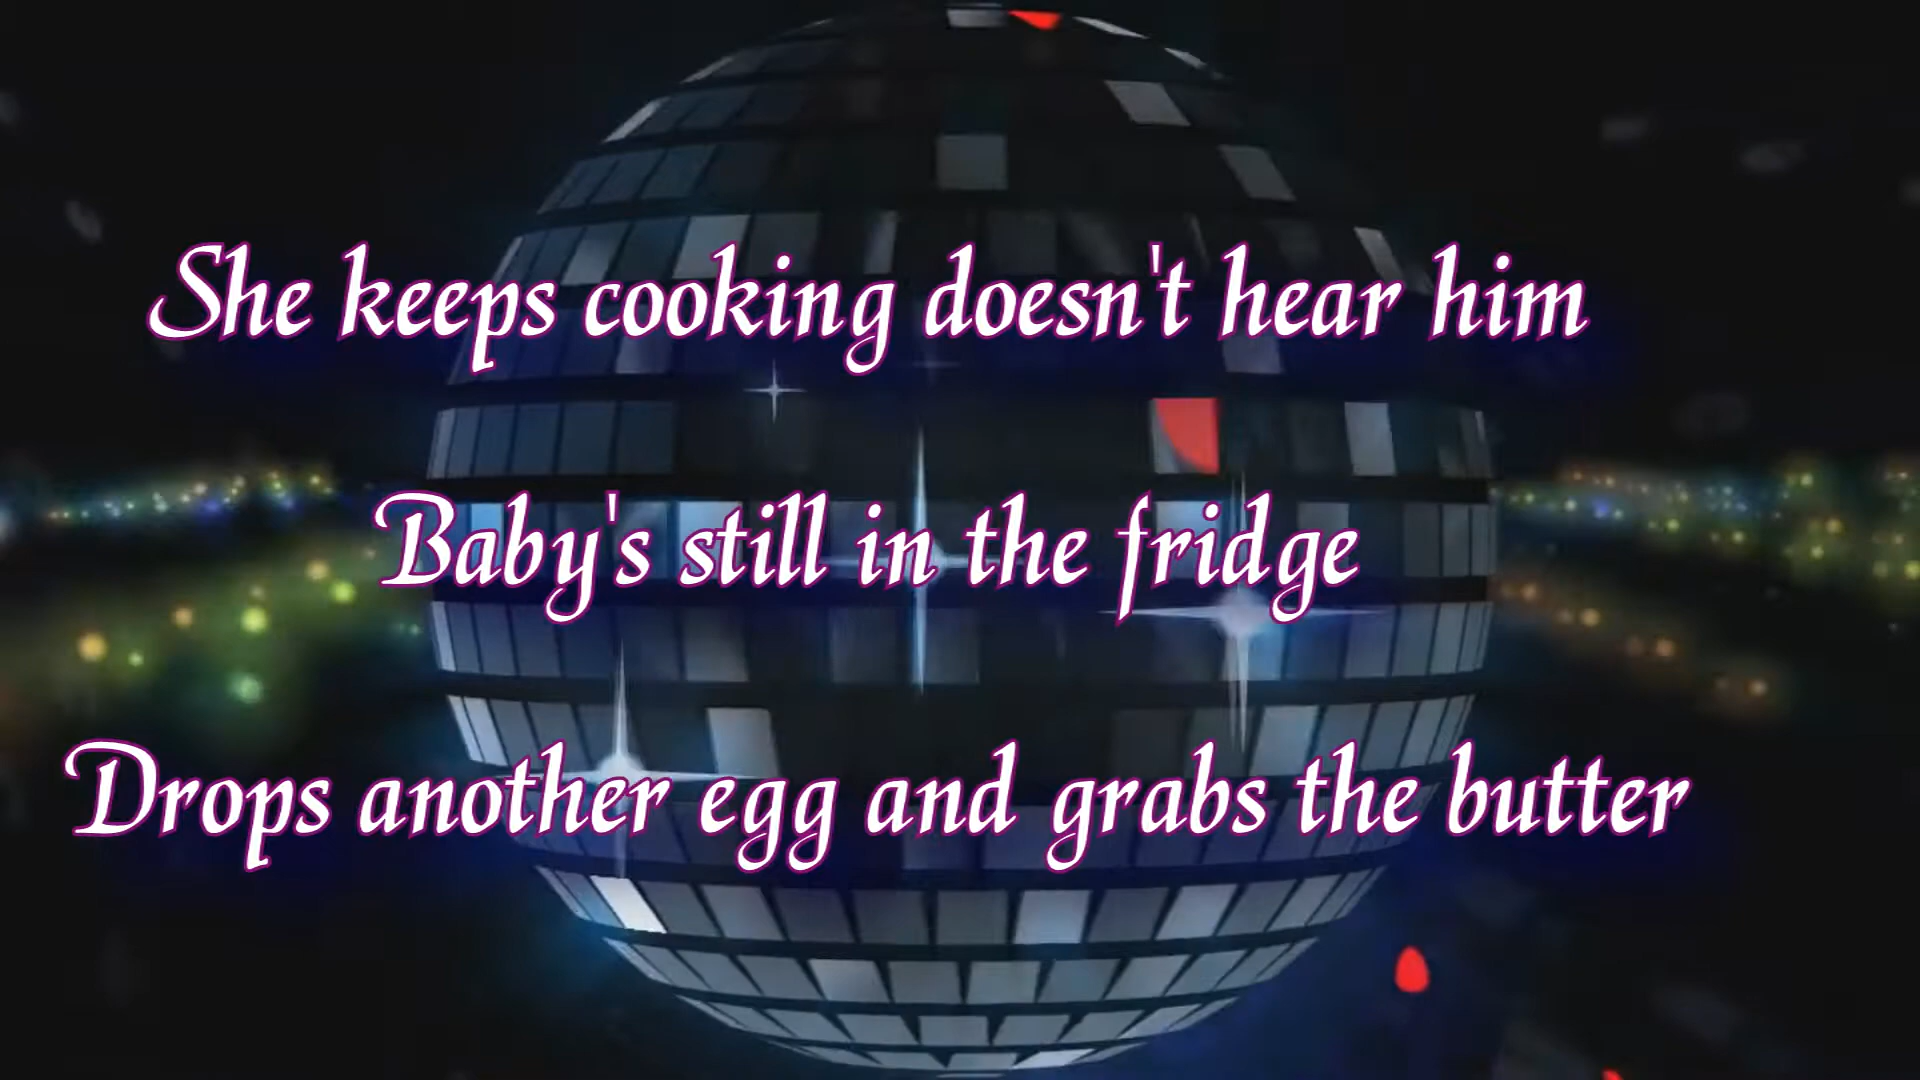 She keeps cooking doesn't hear him
Baby's still in the fridge
Drops another egg and grabs the butter